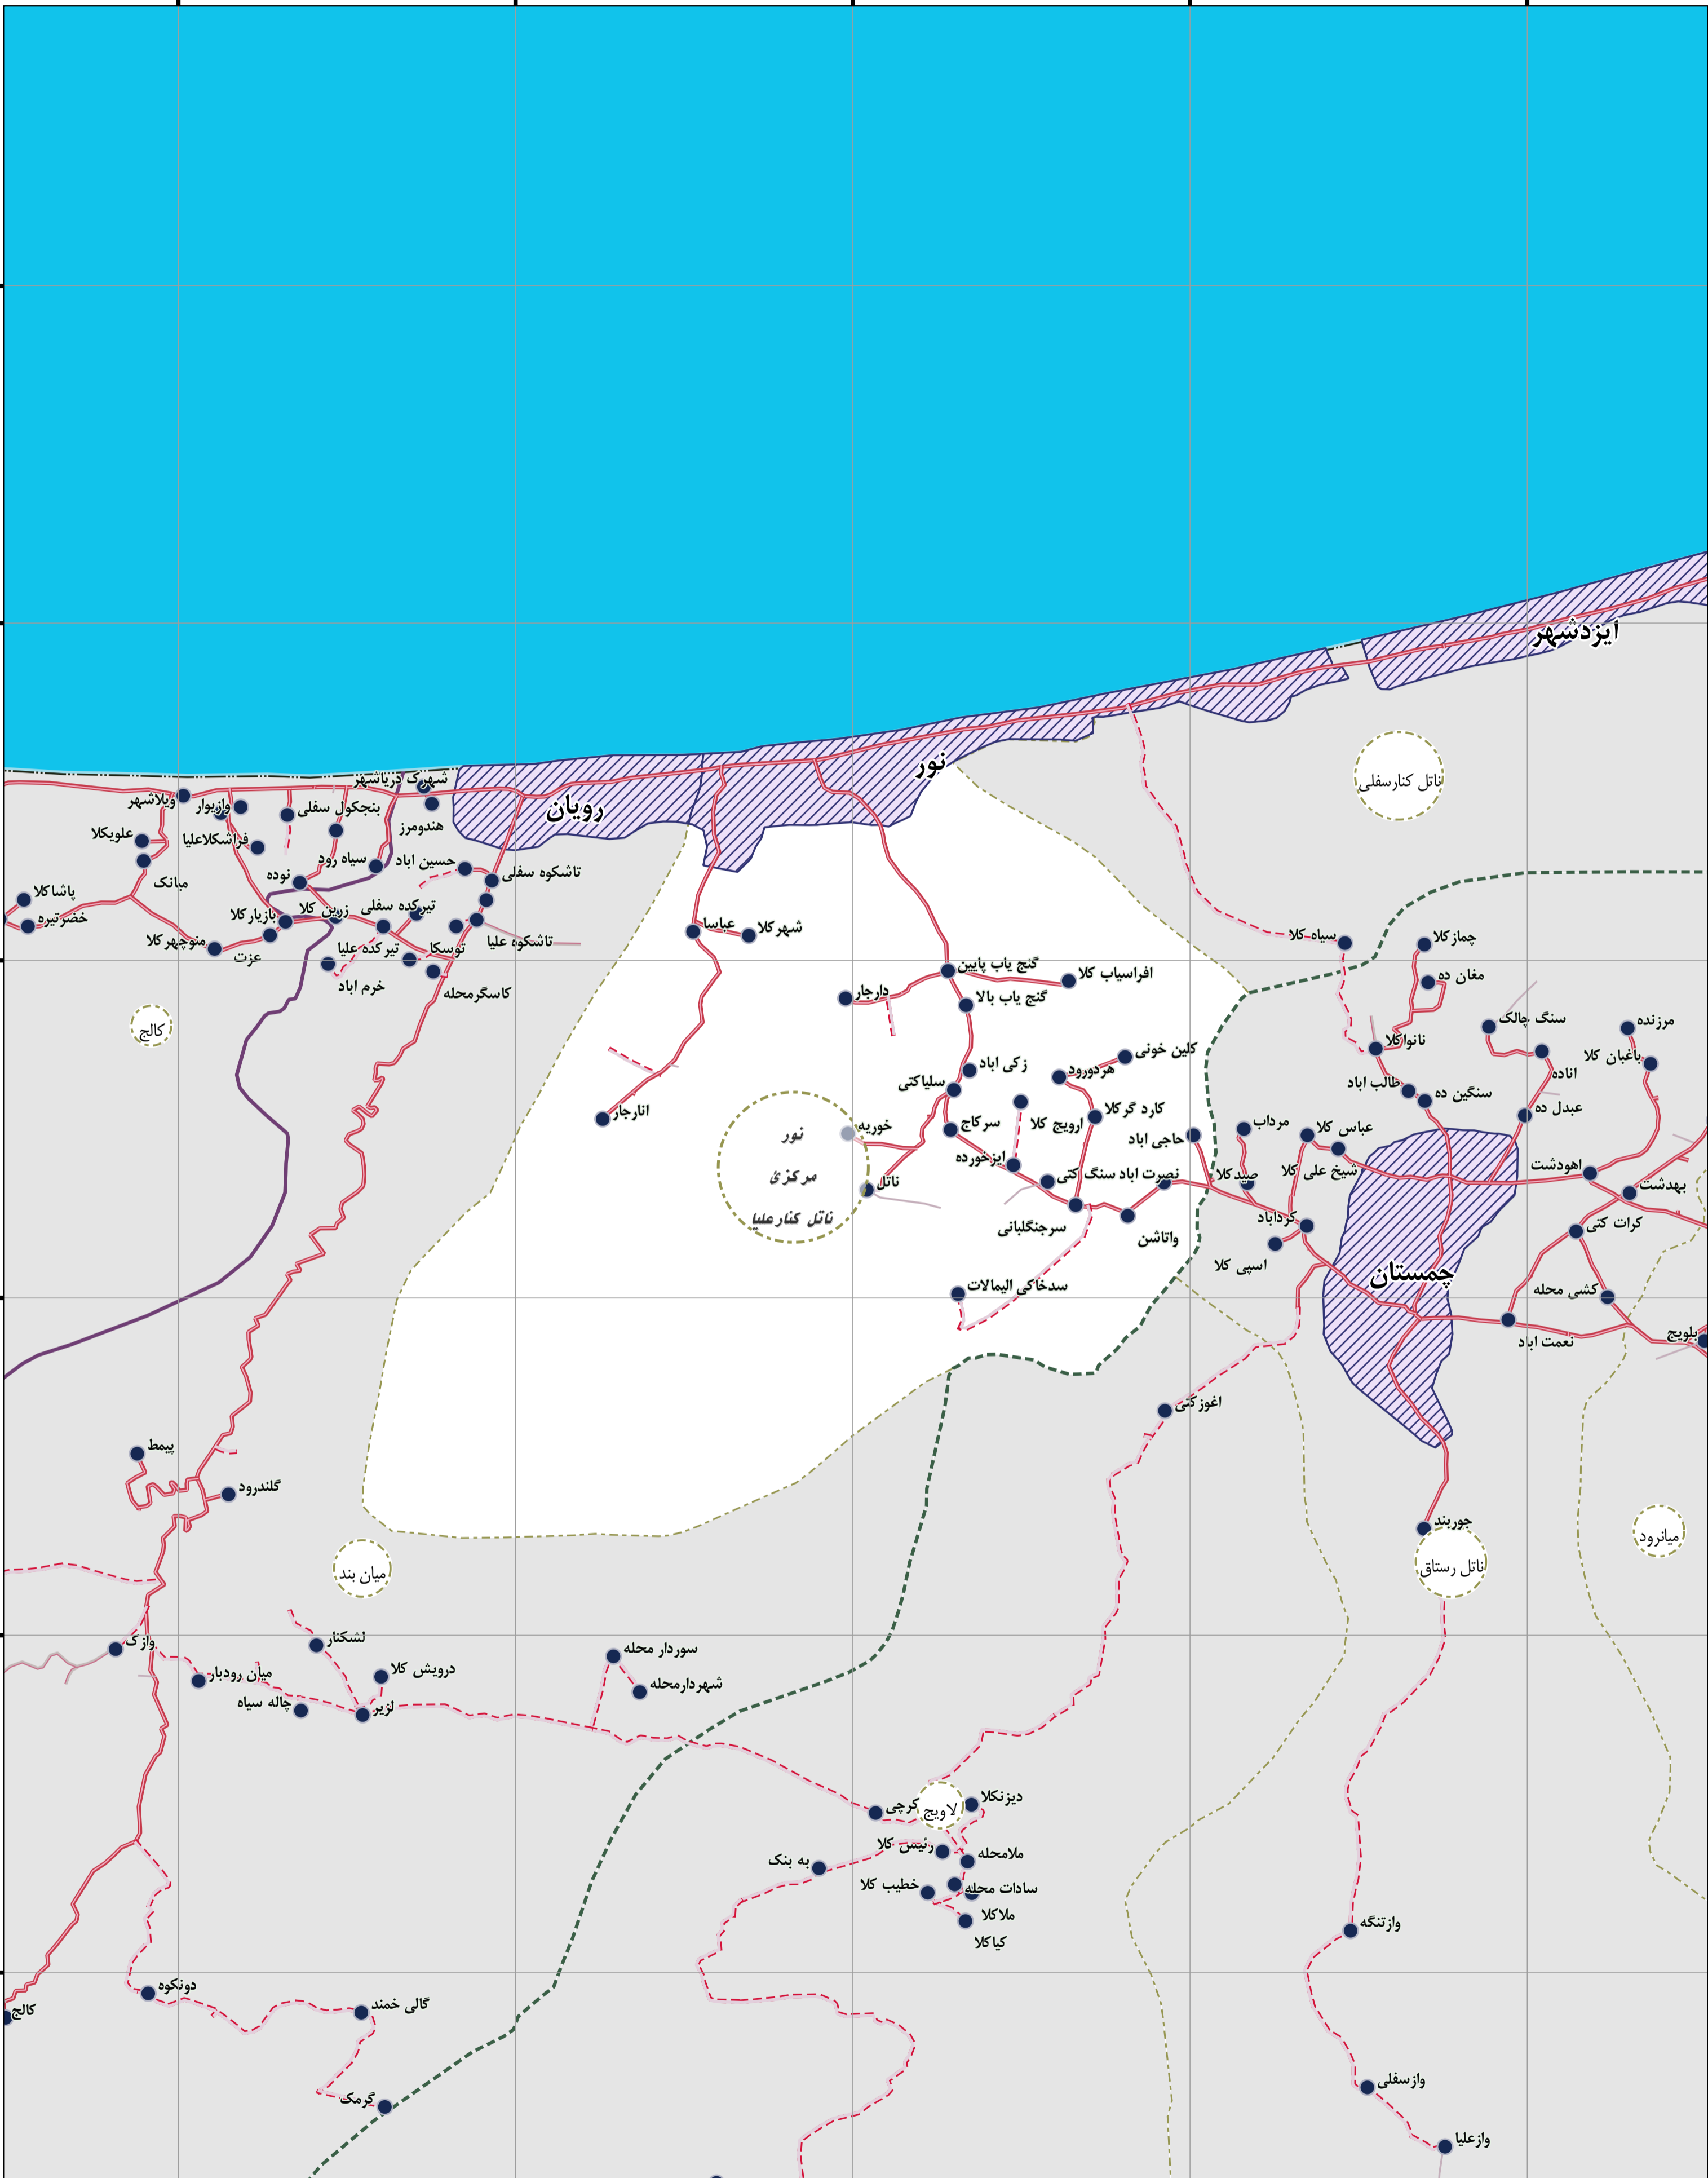 ایزدشهر
نور
رویان
ناتل کنارسفلی
شهرک دریاشهر
ویلاشهر
وازیوار
بنجکول سفلی
هندومرز
علویکلا
فراشکلاعلیا
سیاه رود
حسین اباد
تاشکوه سفلی
میانک
نوده
پاشاکلا
خضرتیره
بازیارکلا
زرین کلا
تیرکده سفلی
منوچهرکلا
عزت
تیرکده علیا
توسکا
تاشکوه علیا
خرم اباد
کاسگرمحله
کالج
عباسا
شهرکلا
سیاه کلا
چمازکلا
گنج یاب پایین
افراسیاب کلا
مغان ده
دارجار
گنج یاب بالا
سنگ چالک
مرزنده
نانواکلا
کلین خونی
باغبان کلا
زکی اباد
هردورود
اناده
سلیاکتی
طالب اباد
سنگین ده
انارجار
کارد گرکلا
عبدل ده
خوریه
سرکاج
ارویج کلا
حاجی اباد
مرداب
عباس کلا
نور
مرکزی
ناتل کنارعلیا
ایزخورده
شیخ علی کلا
اهودشت
ناتل
سنگ کتی
نصرت اباد
صیدکلا
بهدشت
سرجنگلبانی
واتاشن
کرداباد
کرات کتی
اسپی کلا
چمستان
سدخاکی الیمالات
کشی محله
نعمت اباد
بلویج
اغوزکتی
پیمط
گلندرود
جوربند
میان بند
ناتل رستاق
میانرود
وازک
لشکنار
سوردار محله
میان رودبار
درویش کلا
شهردارمحله
چاله سیاه
لزیر
کرچی
لاویج
دیزنکلا
رئیس کلا
ملامحله
به بنک
خطیب کلا
سادات محله
ملاکلا
کیاکلا
وازتنگه
دونکوه
گالی خمند
کالج
گرمک
وازسفلی
وازعلیا